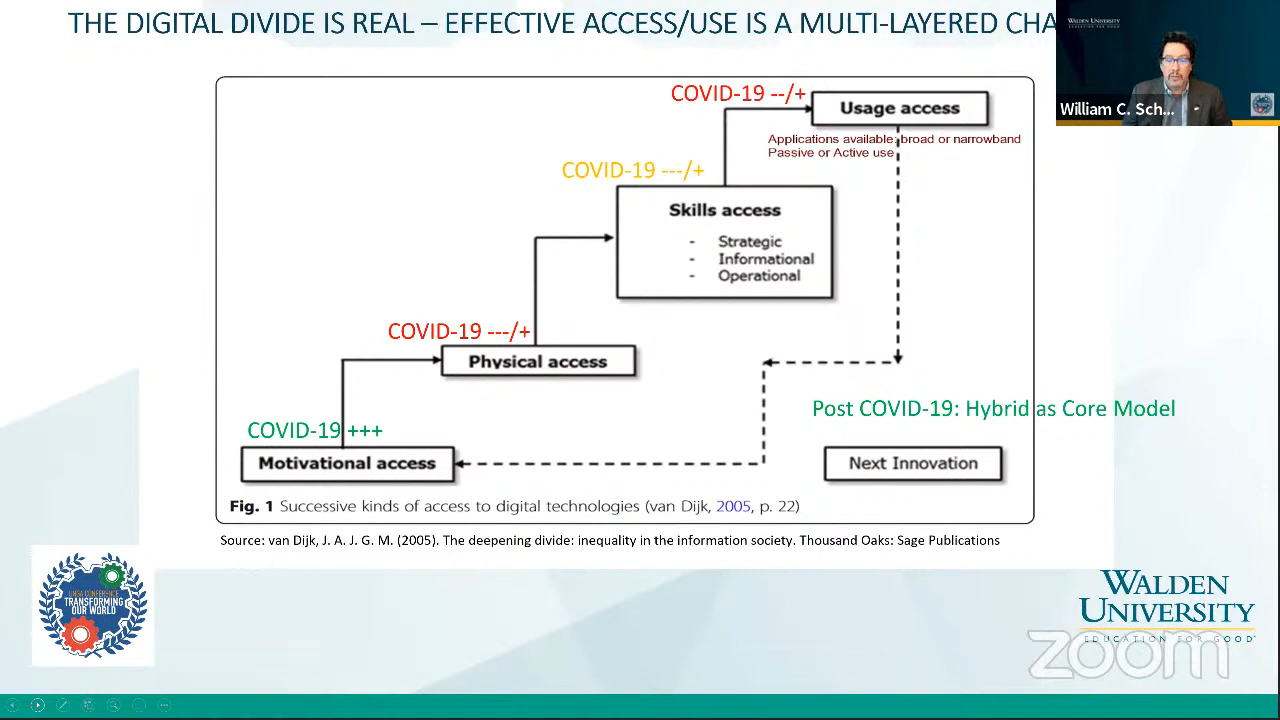 THE DIGITAL DIVIDE IS REAL – EFFECTIVE ACCESS/USE IS A MULTI-LAYERED CHA
WALDEN UNIVERSITY
William C. Sch...
COVID-19 --/+
Usage access
Applications available: broad or narrowband
Passive or Active use
COVID-19 ---/+
Skills access
- Strategic
- Informational
- Operational
COVID-19 ---/+
Physical access
Post COVID-19: Hybrid as Core Model
COVID-19 +++
Motivational access
Next Innovation
Fig. 1 Successive kinds of access to digital technologies (van Dijk, 2005, p. 22)
Source: van Dijk, J. A. J. G. M. (2005). The deepening divide: inequality in the information society. Thousand Oaks: Sage Publications
UNGA CONFERENCE
TRANSFORMING
OUR WORLD
WALDEN
UNIVERSITY
EDUCATION FOR GOOD
zoom